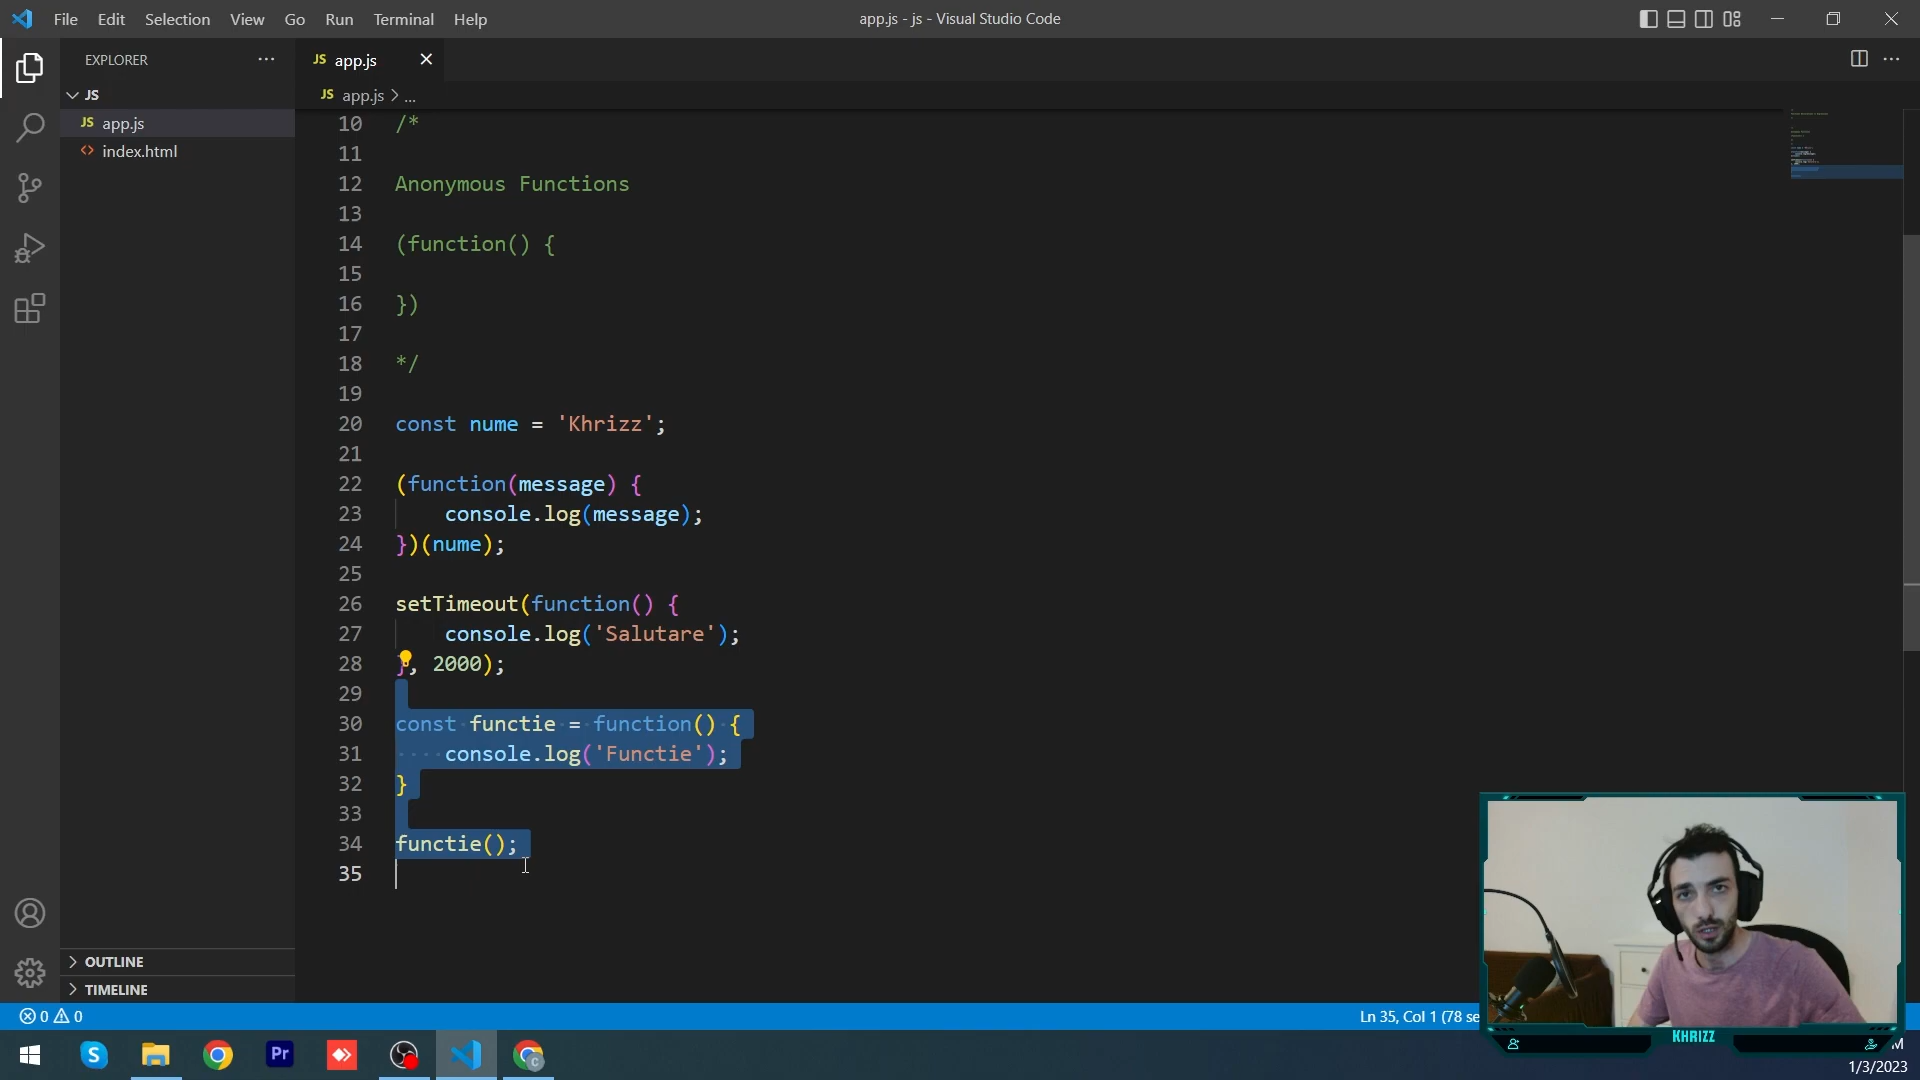 File Edit Selection View Go Run Terminal Help
app.js - js - Visual Studio Code
EXPLORER
JS
JS app.js
index.html
OUTLINE
TIMELINE
JS app.js
JS app.js > ...
10 /*
11
12 Anonymous Functions
13
14 (function() {
15
16 })
17
18 */
19
20 const nume = 'Khrizz';
21
22 (function(message) {
23 console.log(message);
24 })(nume);
25
26 setTimeout(function() {
27 console.log('Salutare');
28 }, 2000);
29
30 const functie = function() {
31 console.log('Functie');
32 }
33
34 functie();
35
0 0
Ln 35, Col 1 (78 se
KHRIZZ
S
Pr
C
M
1/3/2023